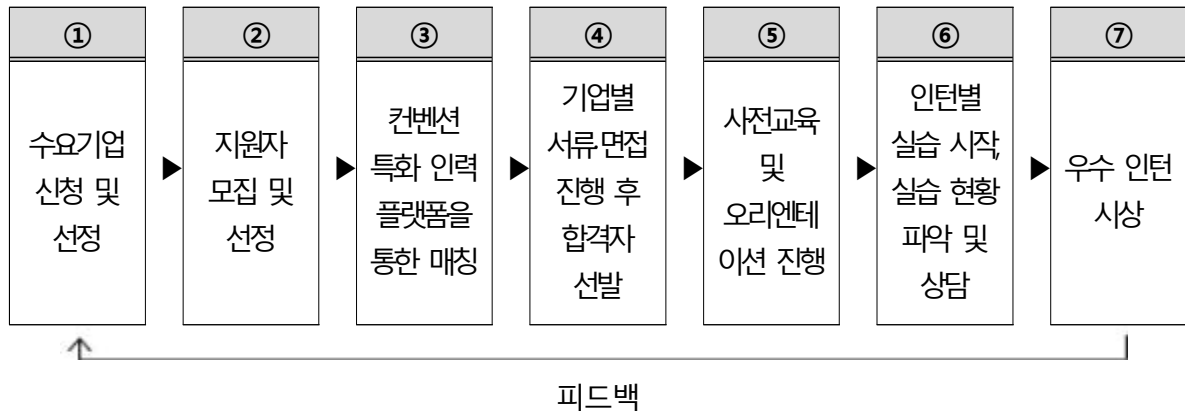 ①
수요기업
신청 및
선정
②
지원자
모집 및
선정
③
컨벤션
특화 인력
플랫폼을
통한 매칭
④
기업별
서류·면접
진행 후
합격자
선발
⑤
사전교육
및
오리엔테
이션 진행
⑥
인턴별
실습 시작,
실습 현황
파악 및
상담
⑦
우수 인턴
시상
피드백